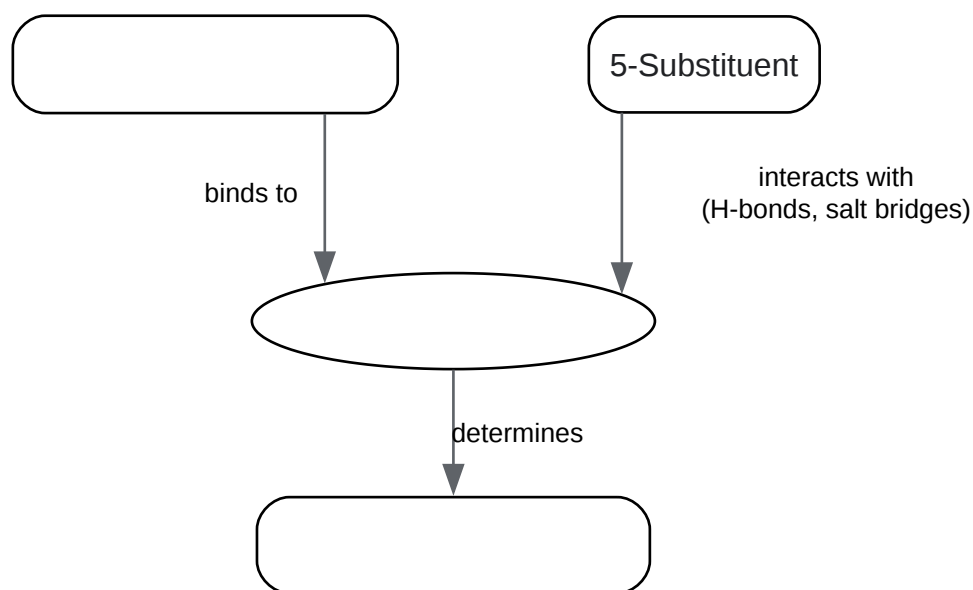 5-Substituent
binds to
interacts with
(H-bonds, salt bridges)
determines